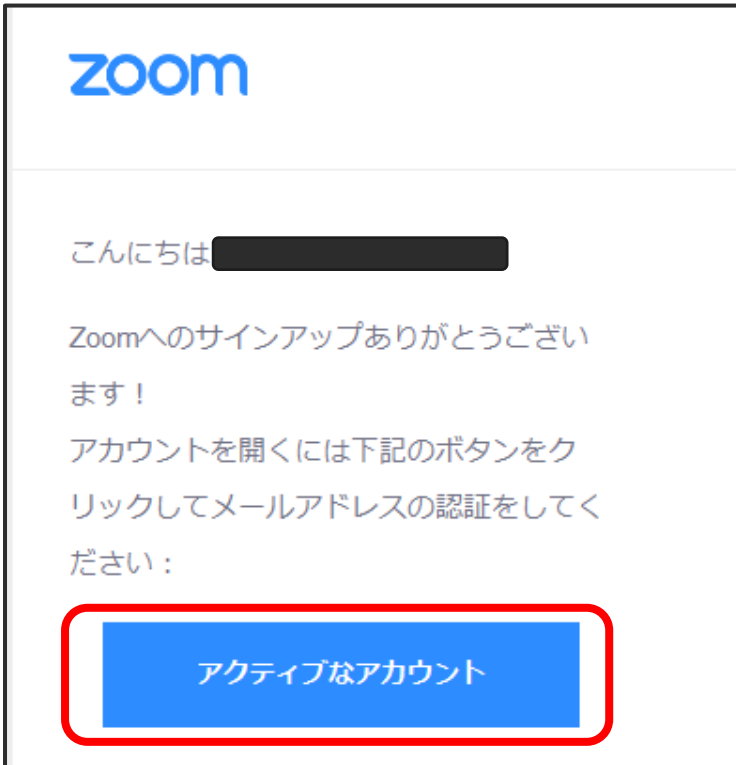 zoom
こんにちは
Zoomへのサインアップありがとうござい
ます！
アカウントを開くには下記のボタンをク
リックしてメールアドレスの認証をしてく
ださい：
アクティブなアカウント